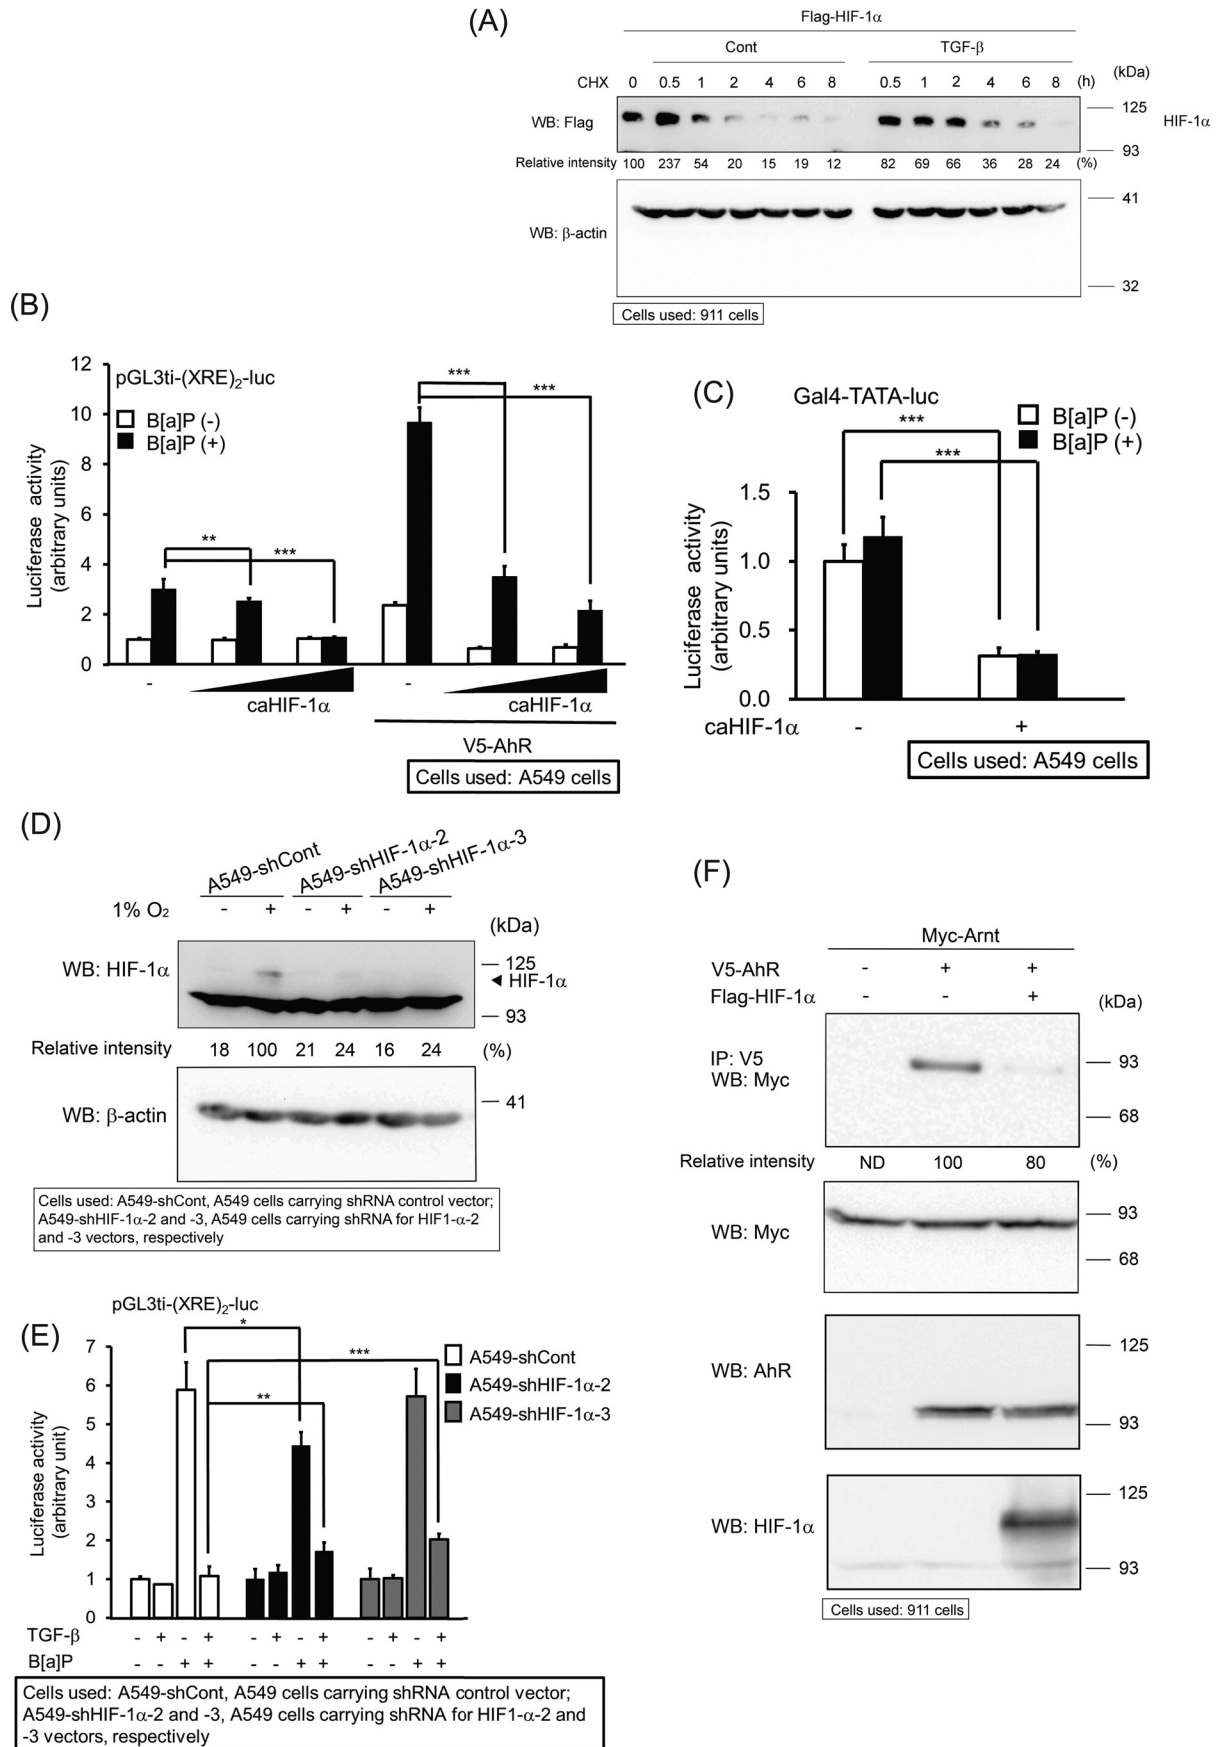 (A)
Flag-HIF-1α
Cont TGF-β
CHX 0 0.5 1 2 4 6 8 0.5 1 2 4 6 8 (h) (kDa)
WB: Flag
125
HIF-1α
93
Relative intensity 100 237 54 20 15 19 12 82 69 66 36 28 24 (%)
41
WB: β-actin
32
Cells used: 911 cells
(B)
pGL3ti-(XRE)2-luc
B[a]P (-)
B[a]P (+)
Luciferase activity
(arbitrary units)
12
10
8
6
4
2
0
** *** *** ***
- -
caHIF-1α caHIF-1α
V5-AhR
Cells used: A549 cells
(C)
Gal4-TATA-luc
B[a]P (-)
B[a]P (+)
***
***
Luciferase activity
(arbitrary units)
1.5
1.0
0.5
0.0
caHIF-1α - +
Cells used: A549 cells
(D)
A549-shCont
A549-shHIF-1α-2
A549-shHIF-1α-3
1% O2 - + - + - +
(kDa)
WB: HIF-1α
125
◄ HIF-1α
93
Relative intensity 18 100 21 24 16 24 (%)
41
WB: β-actin
Cells used: A549-shCont, A549 cells carrying shRNA control vector;
A549-shHIF-1α-2 and -3, A549 cells carrying shRNA for HIF1-α-2
and -3 vectors, respectively
(E)
pGL3ti-(XRE)2-luc
A549-shCont
A549-shHIF-1α-2
A549-shHIF-1α-3
*
***
**
Luciferase activity
(arbitrary unit)
7
6
5
4
3
2
1
0
TGF-β - + - + - + - + - + - +
B[a]P - - + + - - + + - - + +
Cells used: A549-shCont, A549 cells carrying shRNA control vector;
A549-shHIF-1α-2 and -3, A549 cells carrying shRNA for HIF1-α-2 and
-3 vectors, respectively
(F)
Myc-Arnt
V5-AhR - + +
Flag-HIF-1α - - +
(kDa)
IP: V5
WB: Myc
93
68
Relative intensity ND 100 80 (%)
WB: Myc
93
68
WB: AhR
125
93
WB: HIF-1α
125
93
Cells used: 911 cells